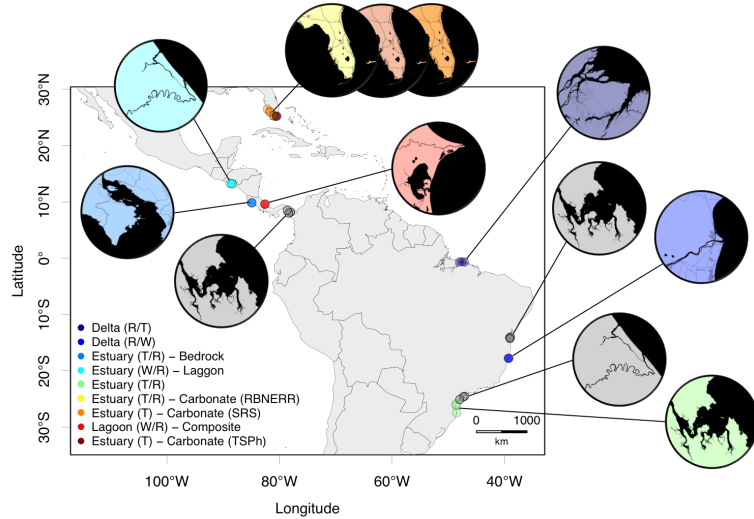 30°N
20°N
10°N
0°
10°S
20°S
30°S
Latitude
Delta (R/T)
Delta (R/W)
Estuary (T/R) – Bedrock
Estuary (W/R) – Laggon
Estuary (T/R)
Estuary (T/R) – Carbonate (RBNERR)
Estuary (T) – Carbonate (SRS)
Lagoon (W/R) – Composite
Estuary (T) – Carbonate (TSPh)
0 1000
km
100°W 80°W 60°W 40°W
Longitude